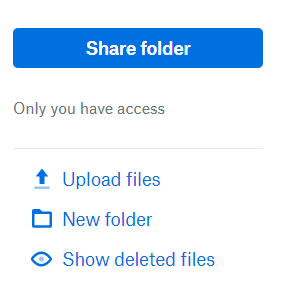 Share folder
Only you have access
Upload files
New folder
Show deleted files